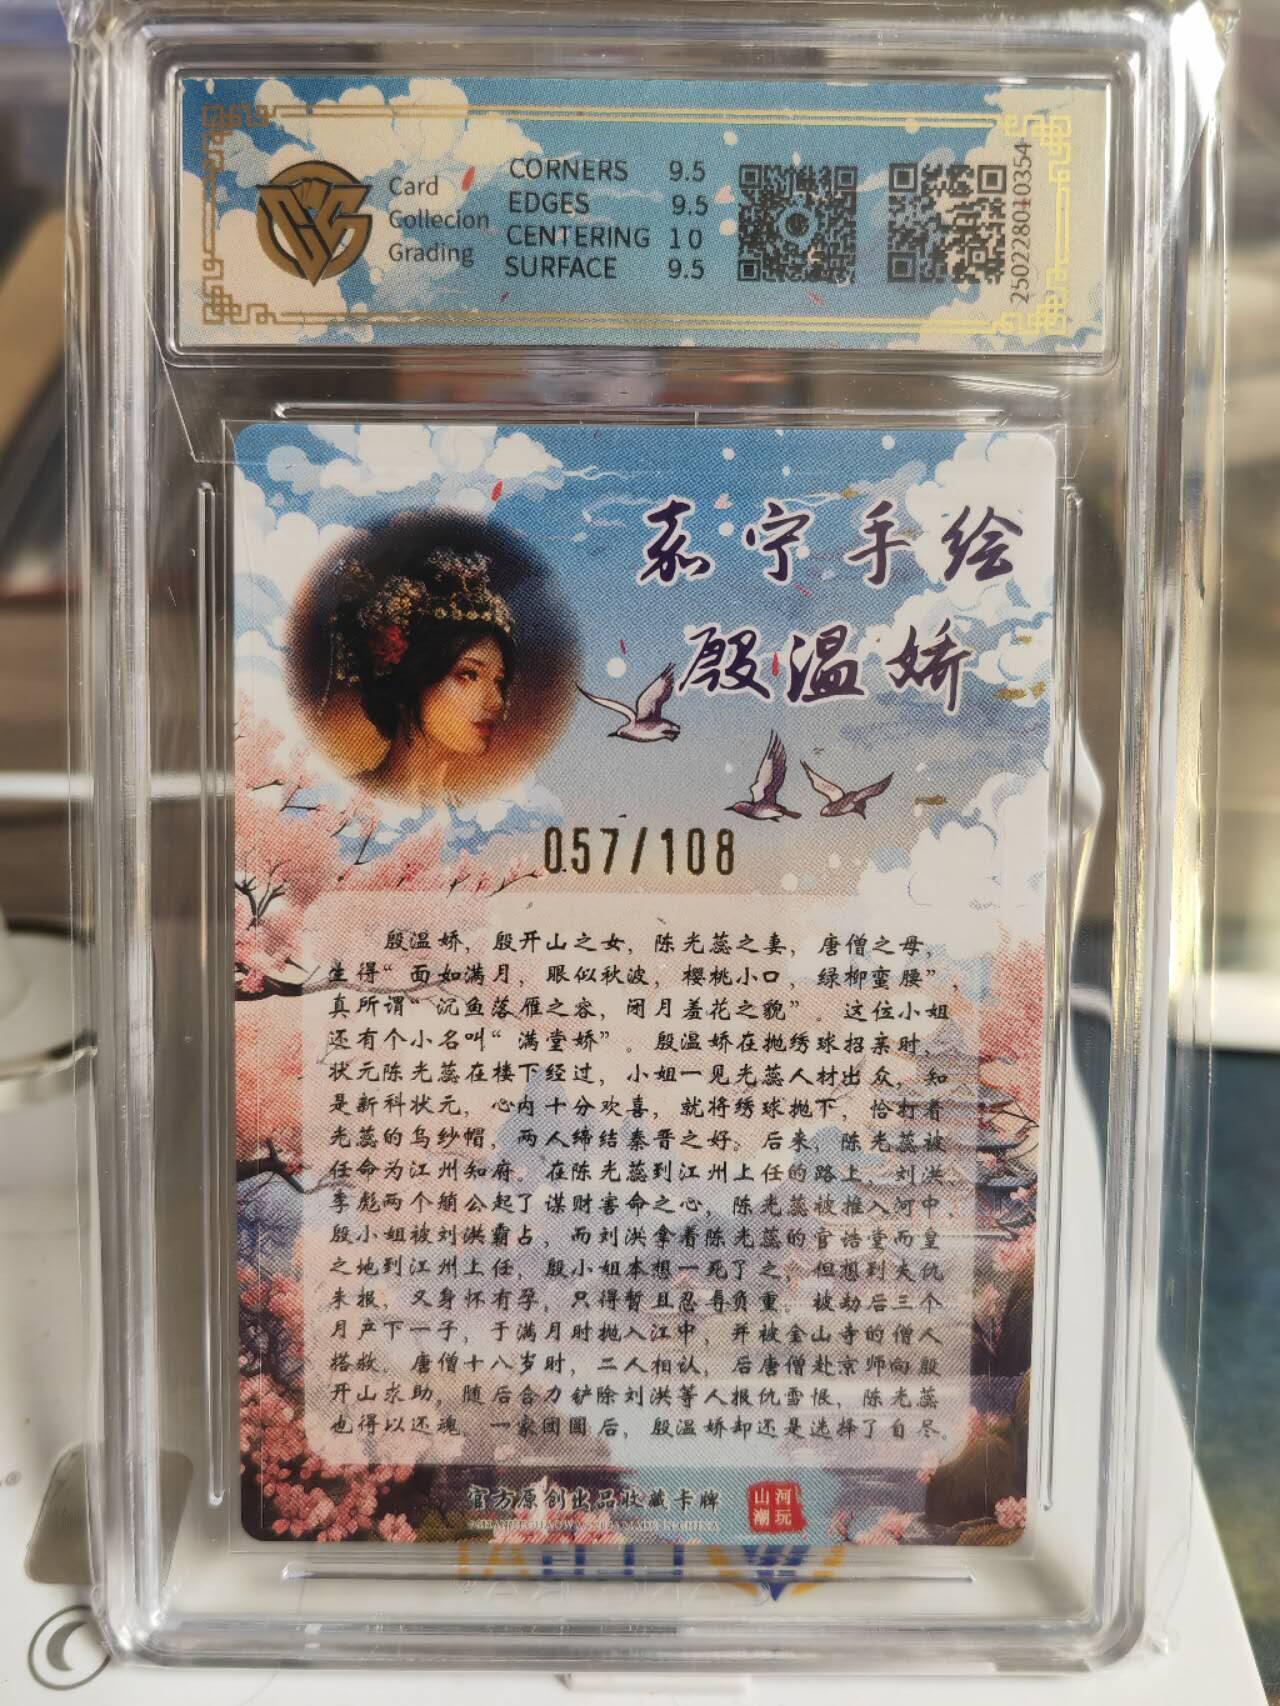 Card
Collecion
Grading
CORNERS 9.5
EDGES 9.5
CENTERING 10
SURFACE 9.5
2502280110354
嘉宁手绘
殷温娇
057/108
殷温娇，殷开山之女，陈光蕊之妻，唐僧之母，
生得“面如满月，眼似秋波，樱桃小口，绿柳蛮腰”，
真所谓“沉鱼落雁之容，闭月羞花之貌”。这位小姐
还有个小名叫“满堂娇”。殷温娇在抛绣球招亲时，
状元陈光蕊在楼下经过，小姐一见光蕊人材出众，知
是新科状元，心内十分欢喜，就将绣球抛下，恰打着
光蕊的乌纱帽，两人缔结秦晋之好。后来，陈光蕊被
任命为江州知府。在陈光蕊到江州上任的路上，刘洪、
李彪两个艄公起了谋财害命之心，陈光蕊被推入河中，
殷小姐被刘洪霸占，而刘洪拿着陈光蕊的官诰堂而皇
之地到江州上任，殷小姐本想一死了之，但想到夫仇
未报，又身怀有孕，只得暂且忍辱负重。被劫后三个
月产下一子，于满月时抛入江中，并被金山寺的僧人
搭救。唐僧十八岁时，二人相认，后唐僧赴京师向殷
开山求助，随后合力铲除刘洪等人报仇雪恨，陈光蕊
也得以还魂。一家团圆后，殷温娇却还是选择了自尽。
官方原创出品收藏卡牌
山河
潮玩